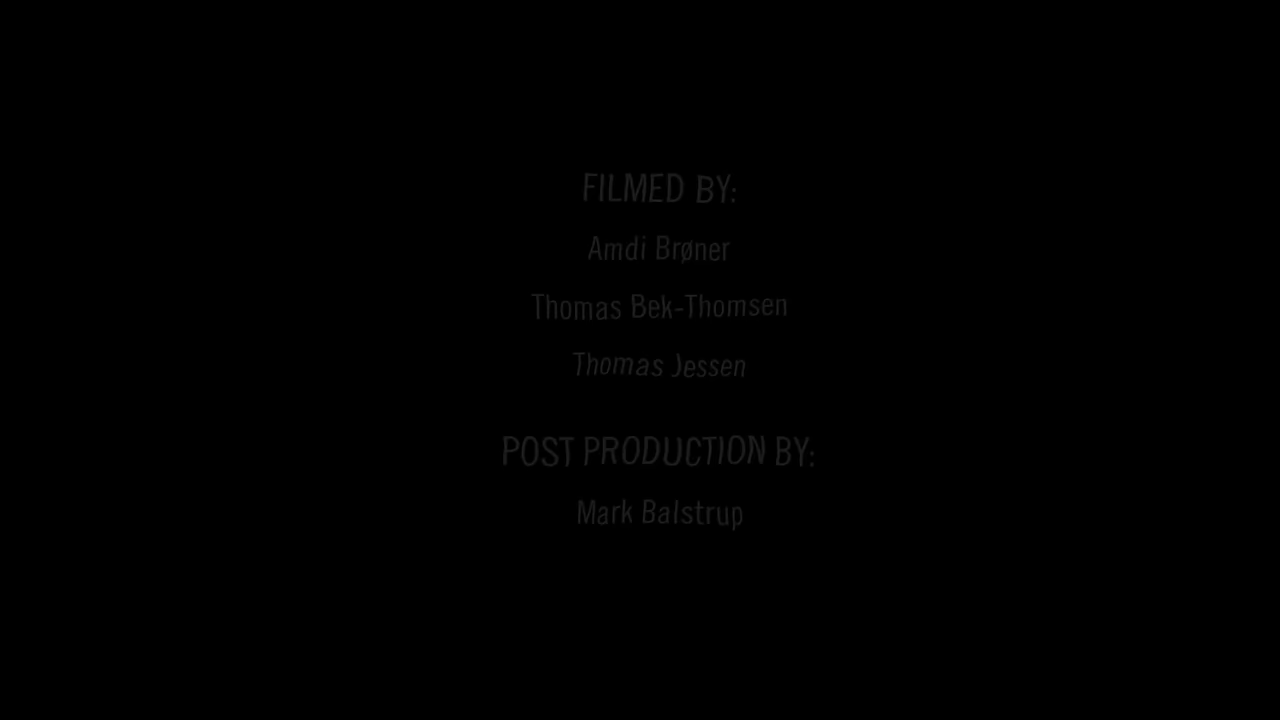 FILMED BY:
Amdi Brøner
Thomas Bek-Thomsen
Thomas Jessen
POST PRODUCTION BY:
Mark Balstrup